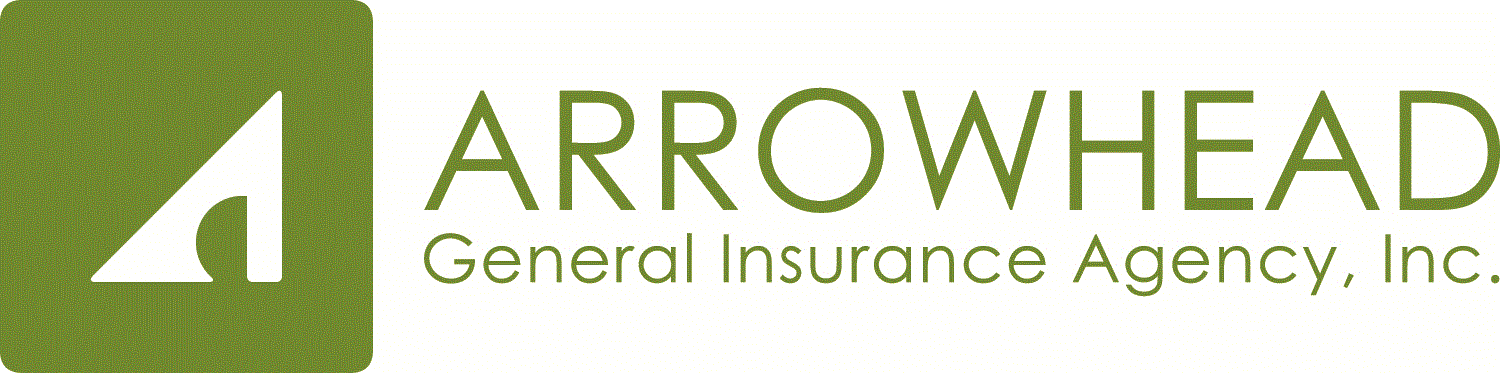 ARROWHEAD
General Insurance Agency, Inc.